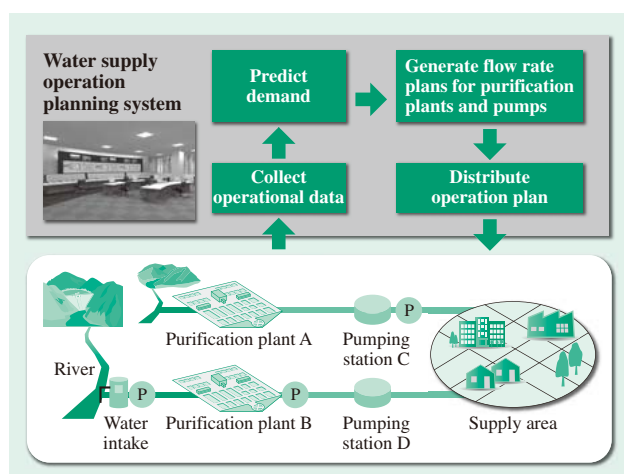 Water supply
operation
planning system
Predict
demand
Generate flow rate
plans for purification
plants and pumps
Collect
operational data
Distribute
operation plan
Purification plant A
P
Pumping
station C
River
P
Water
intake
Purification plant B
P
Pumping
station D
Supply area